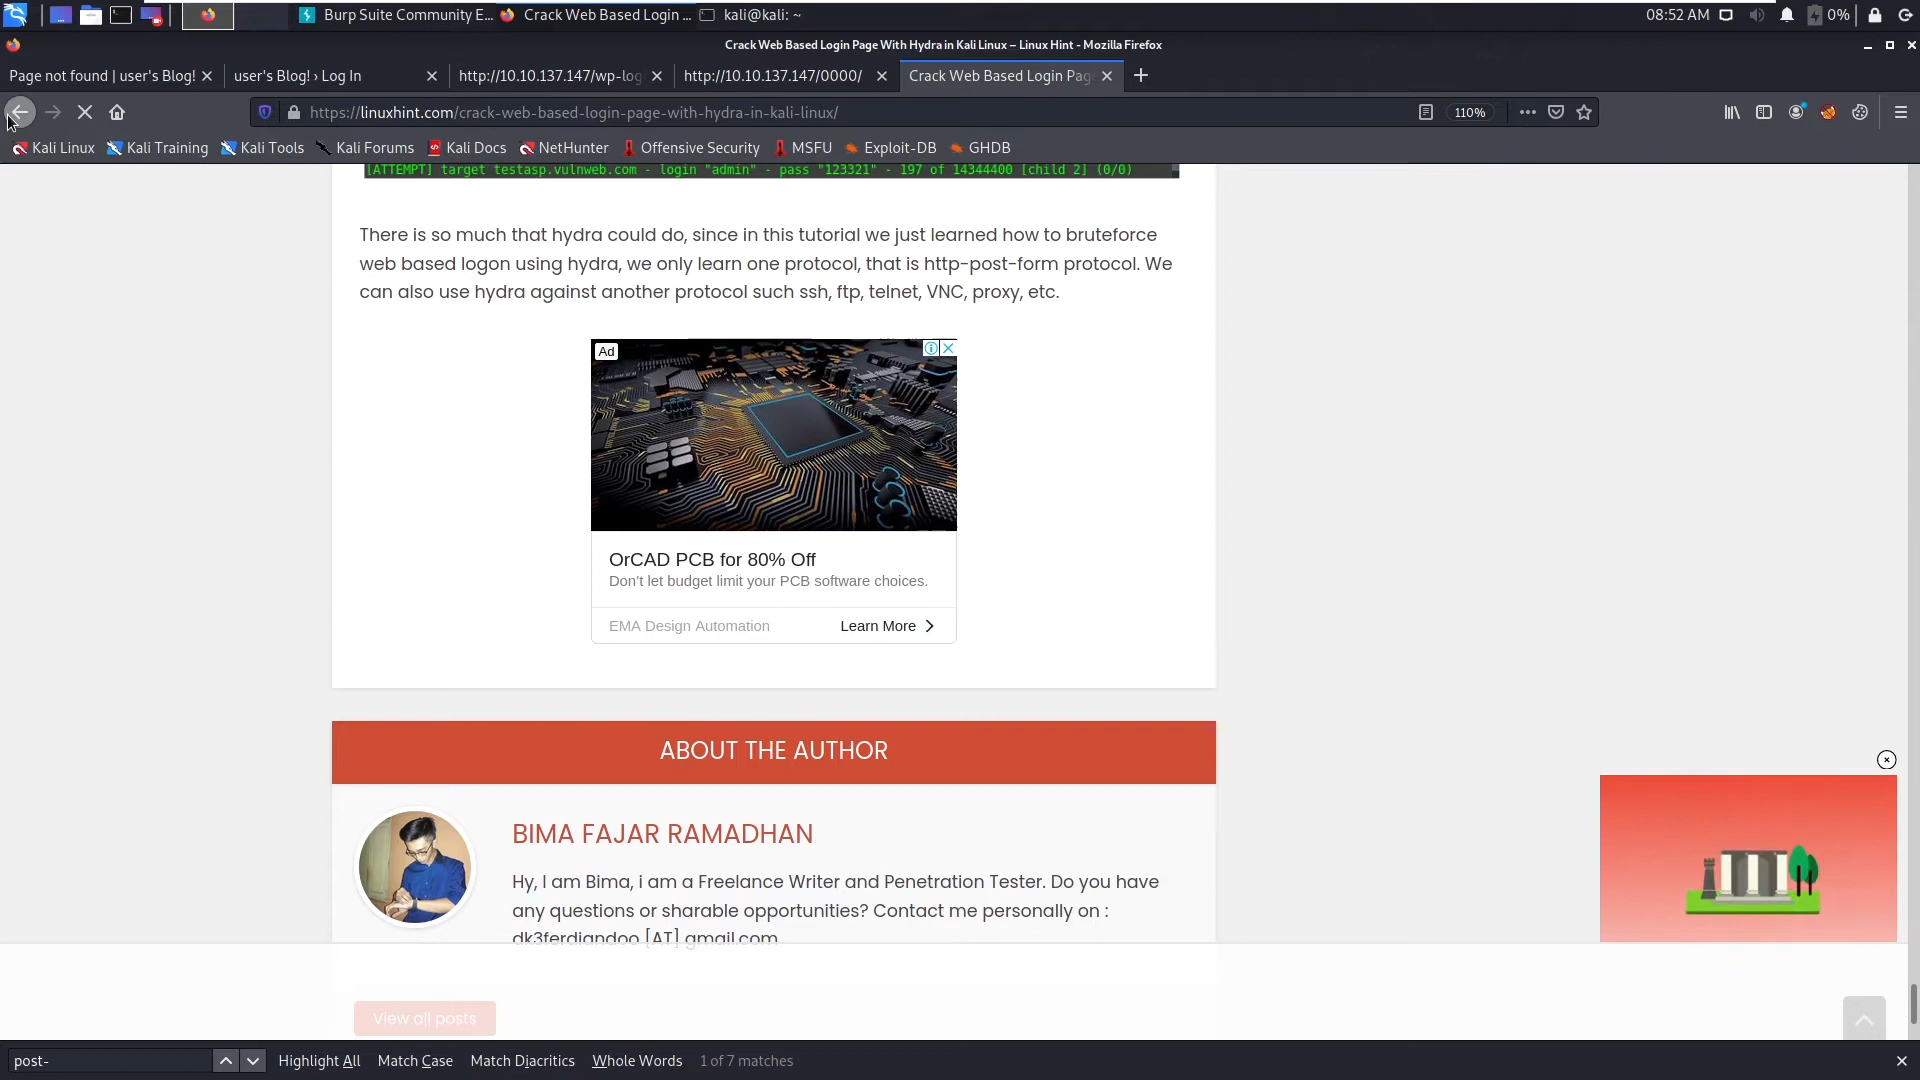 Burp Suite Community E...
Crack Web Based Login ...
kali@kali: ~
08:52 AM
0%
Crack Web Based Login Page With Hydra in Kali Linux – Linux Hint - Mozilla Firefox
Page not found | user's Blog!
user's Blog! › Log In
http://10.10.137.147/wp-log
http://10.10.137.147/0000/
Crack Web Based Login Pag
https://linuxhint.com/crack-web-based-login-page-with-hydra-in-kali-linux/
110%
Kali Linux
Kali Training
Kali Tools
Kali Forums
Kali Docs
NetHunter
Offensive Security
MSFU
Exploit-DB
GHDB
[ATTEMPT] target testasp.vulnweb.com - login "admin" - pass "123321" - 197 of 14344400 [child 2] (0/0)
There is so much that hydra could do, since in this tutorial we just learned how to bruteforce
web based logon using hydra, we only learn one protocol, that is http-post-form protocol. We
can also use hydra against another protocol such ssh, ftp, telnet, VNC, proxy, etc.
Ad
OrCAD PCB for 80% Off
Don't let budget limit your PCB software choices.
EMA Design Automation
Learn More
ABOUT THE AUTHOR
BIMA FAJAR RAMADHAN
Hy, I am Bima, i am a Freelance Writer and Penetration Tester. Do you have
any questions or sharable opportunities? Contact me personally on :
dk3ferdiandoo [AT] gmail.com
View all posts
post-
Highlight All
Match Case
Match Diacritics
Whole Words
1 of 7 matches